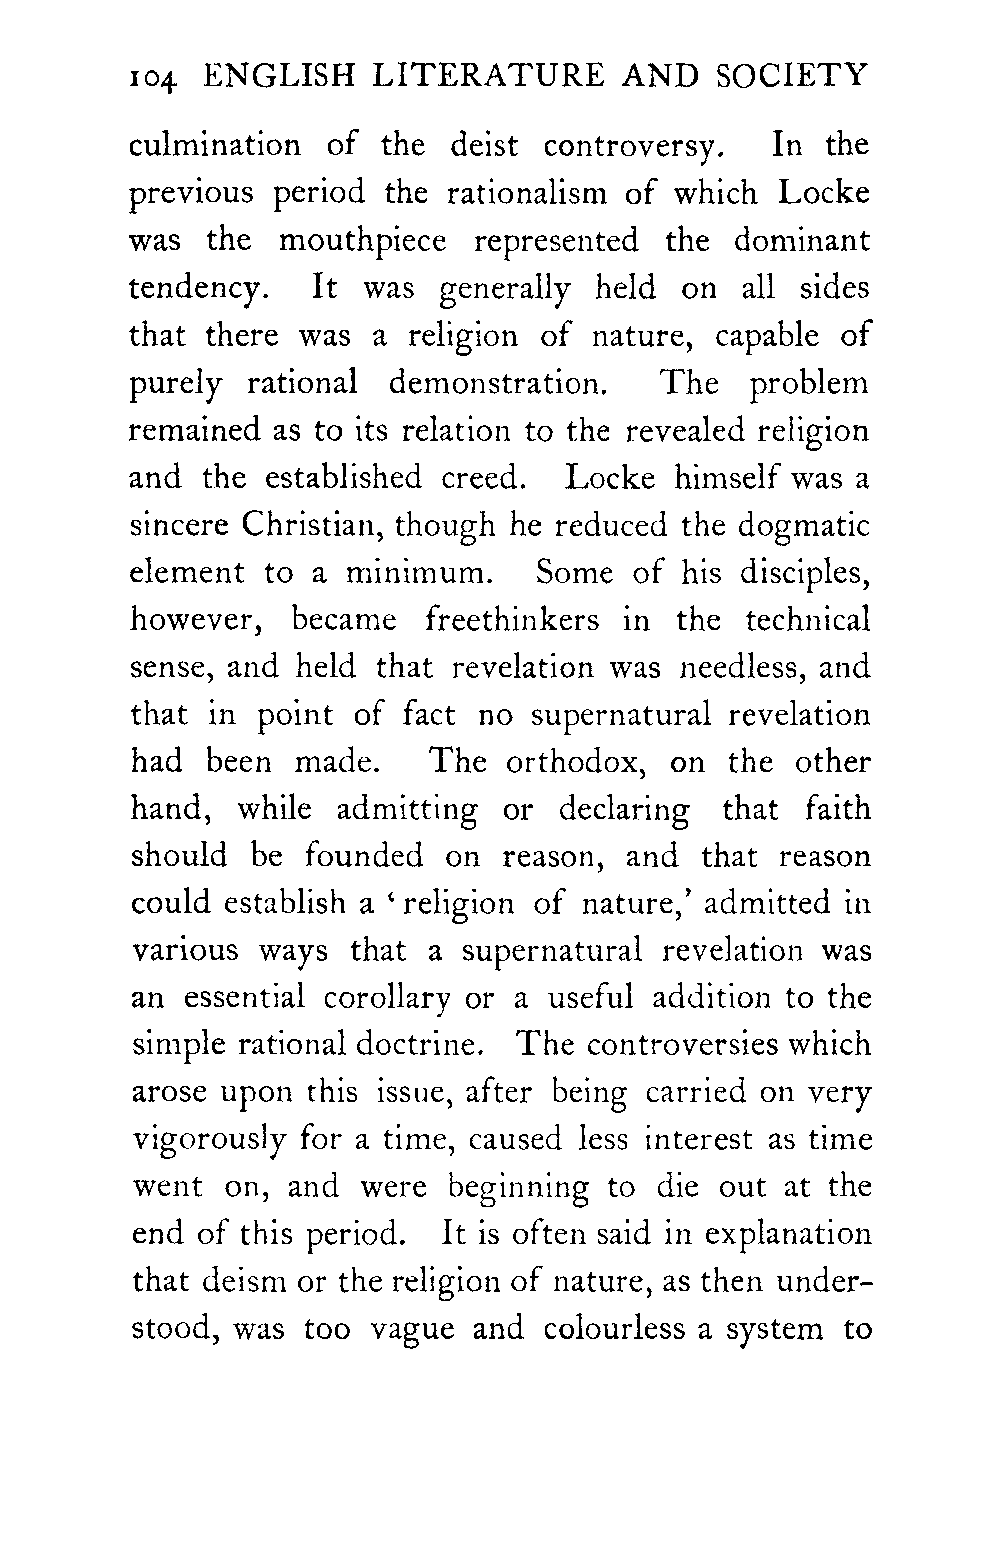 104 ENGLISH LITERATURE AND SOCIETY
culmination of the deist controversy. In the
previous period the rationalism of which Locke
was the mouthpiece represented the dominant
tendency. It was generally held on all sides
that there was a religion of nature, capable of
purely rational demonstration. The problem
remained as to its relation to the revealed religion
and the established creed. Locke himself was a
sincere Christian, though he reduced the dogmatic
element to a minimum. Some of his disciples,
however, became freethinkers in the technical
sense, and held that revelation was needless, and
that in point of fact no supernatural revelation
had been made. The orthodox, on the other
hand, while admitting or declaring that faith
should be founded on reason, and that reason
could establish a ‘religion of nature,’ admitted in
various ways that a supernatural revelation was
an essential corollary or a useful addition to the
simple rational doctrine. The controversies which
arose upon this issue, after being carried on very
vigorously for a time, caused less interest as time
went on, and were beginning to die out at the
end of this period. It is often said in explanation
that deism or the religion of nature, as then under-
stood, was too vague and colourless a system to